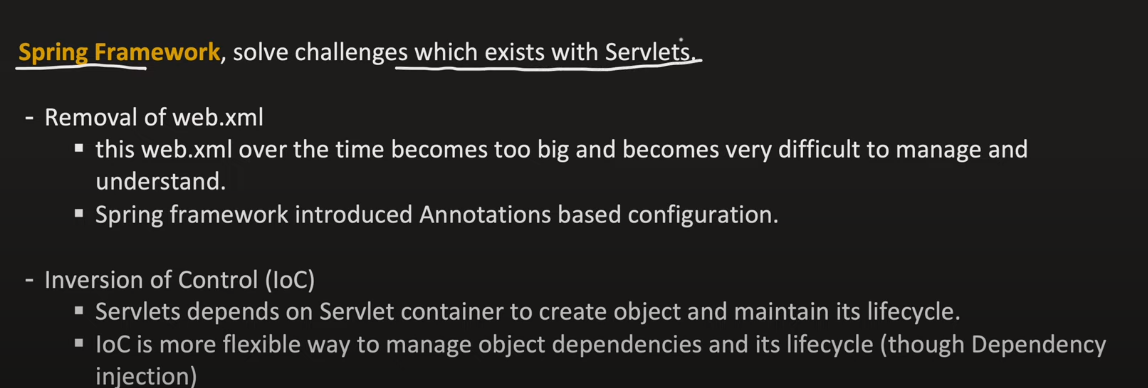 Spring Framework, solve challenges which exists with Servlets.
- Removal of web.xml
▪ this web.xml over the time becomes too big and becomes very difficult to manage and
understand.
▪ Spring framework introduced Annotations based configuration.
- Inversion of Control (IoC)
▪ Servlets depends on Servlet container to create object and maintain its lifecycle.
▪ IoC is more flexible way to manage object dependencies and its lifecycle (though Dependency
injection)